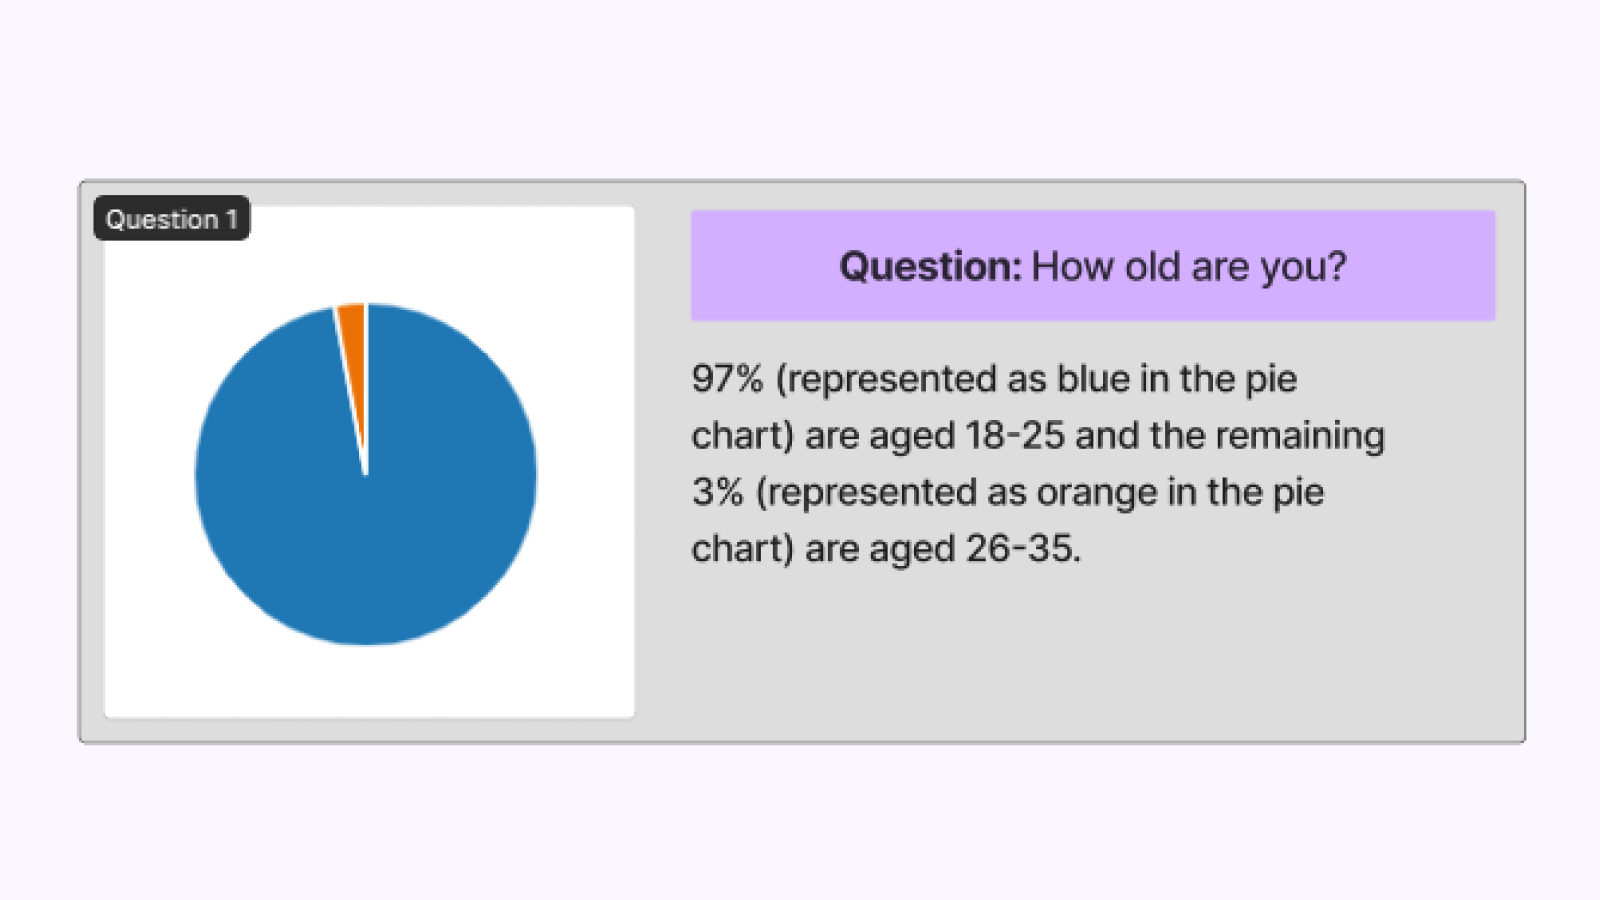 Question 1
Question: How old are you?
97% (represented as blue in the pie
chart) are aged 18-25 and the remaining
3% (represented as orange in the pie
chart) are aged 26-35.